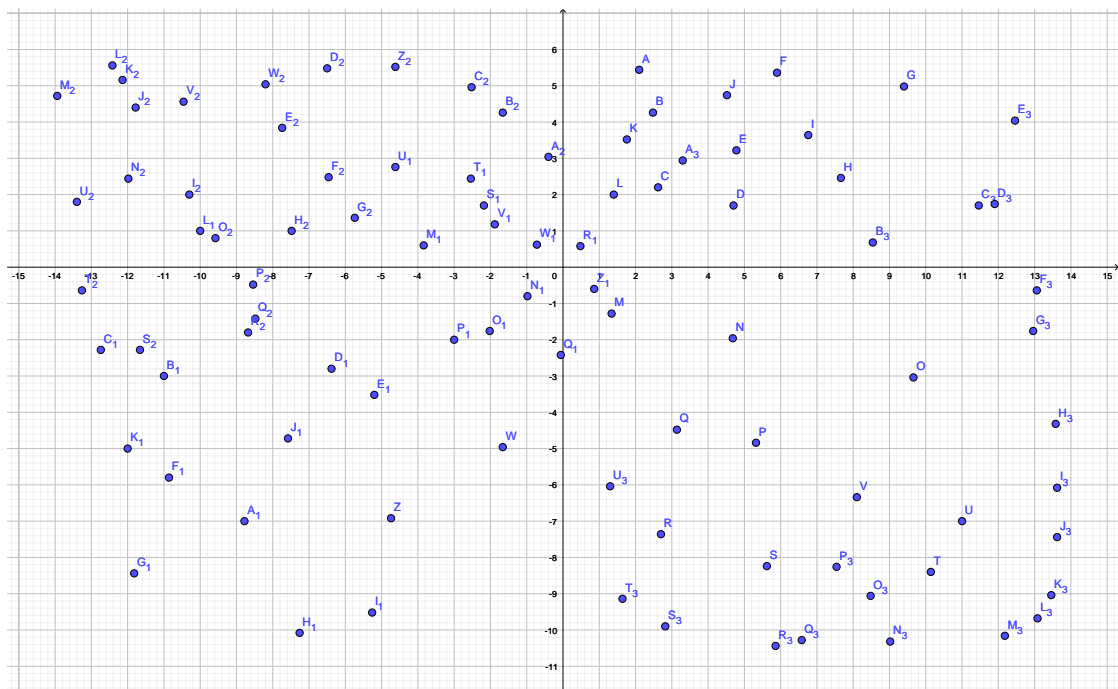 L₂ D₂ Z₂ A F
6
K₂ W₂ C₂ G
M₂ J₂ V₂ B₂ B J 5
E₂ K I E₃
4
A₂ A₃ E
3
N₂ F₂ U₁ T₁ C H
U₂ I₂ S₁ L D C₃ D₃
2
L₁ O₂ H₂ G₂ M₁ V₁ W₁ R₁ B₃
1
-15 -14 -13 -12 -11 -10 -9 -8 -7 -6 -5 -4 -3 -2 -1 0 1 2 3 4 5 6 7 8 9 10 11 12 13 14 15
T₂ P₂ N₁ Z₁ F₃
-1
Q₂ R₂ O₁ M N G₃
-2
C₁ S₂ P₁ Q₁
B₁ D₁ O
-3
E₁
-4
K₁ J₁ W Q P H₃
-5
F₁ U₃ V I₃
-6
A₁ Z R U J₃
-7
G₁ S P₃ T
-8
I₁ T₃ O₃ K₃
-9
H₁ S₃ R₃ Q₃ N₃ M₃ L₃
-10
-11